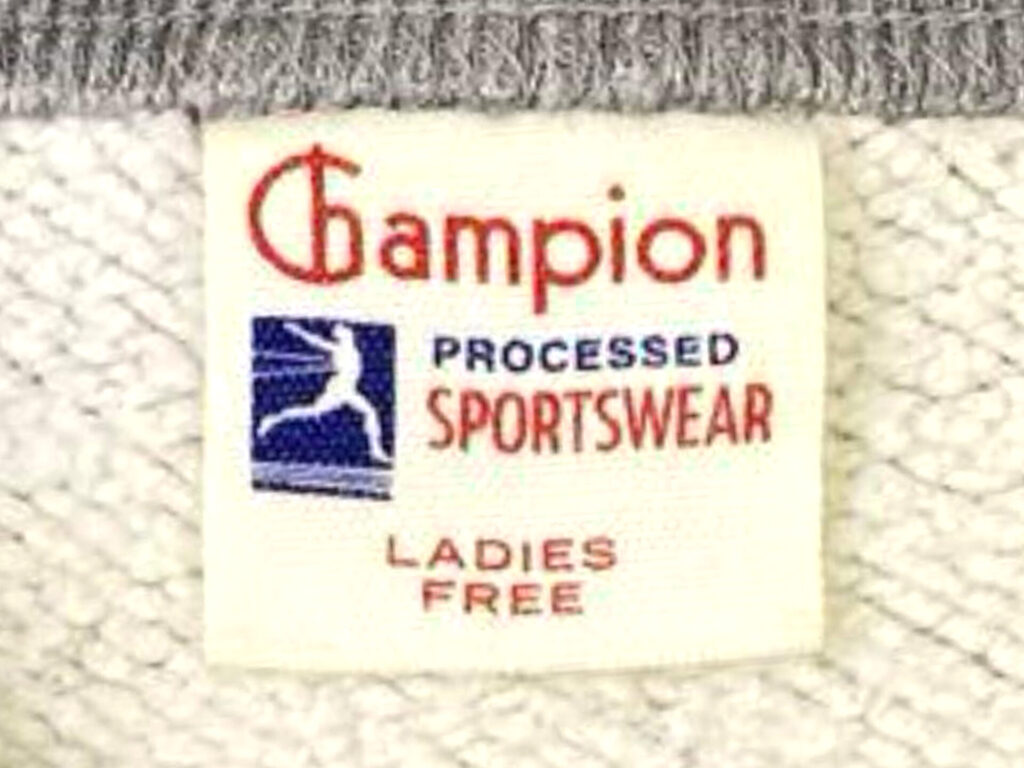 Champion
PROCESSED
SPORTSWEAR
LADIES
FREE